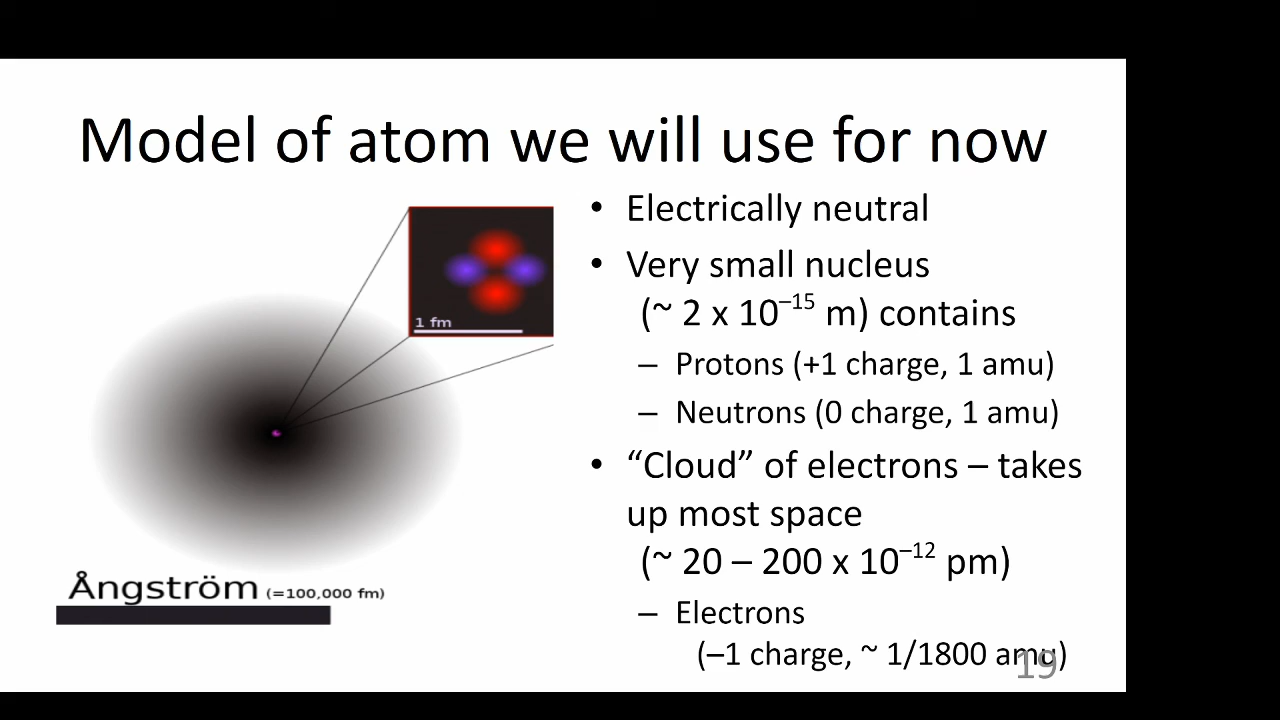 Model of atom we will use for now
• Electrically neutral
• Very small nucleus
(~ 2 x 10⁻¹⁵ m) contains
– Protons (+1 charge, 1 amu)
– Neutrons (0 charge, 1 amu)
• “Cloud” of electrons – takes
up most space
(~ 20 – 200 x 10⁻¹² pm)
– Electrons
(–1 charge, ~ 1/1800 amu)
1 fm
Ångström (=100,000 fm)
19